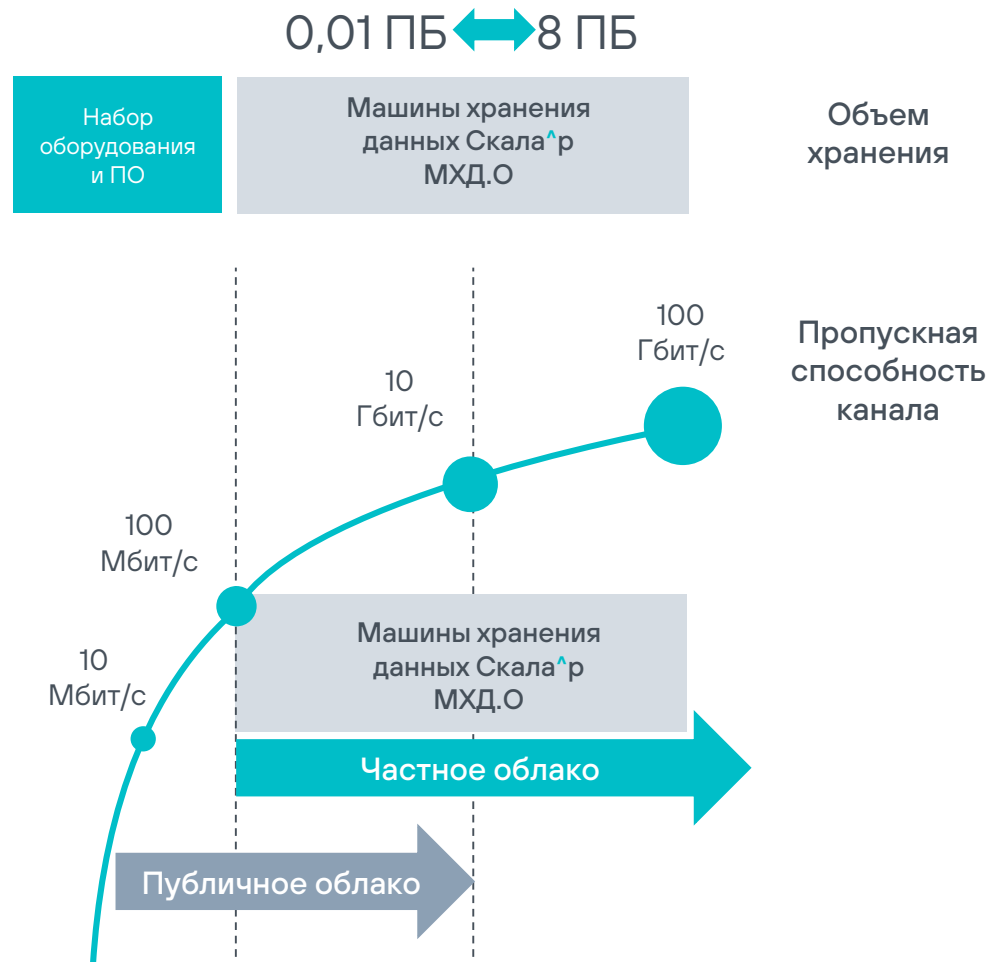 0,01 ПБ 8 ПБ
Набор
оборудования
и ПО
Машины хранения
данных Скала^р
МХД.О
Объем
хранения
100
Гбит/с
Пропускная
способность
канала
10
Гбит/с
100
Мбит/с
10
Мбит/с
Машины хранения
данных Скала^р
МХД.О
Частное облако
Публичное облако